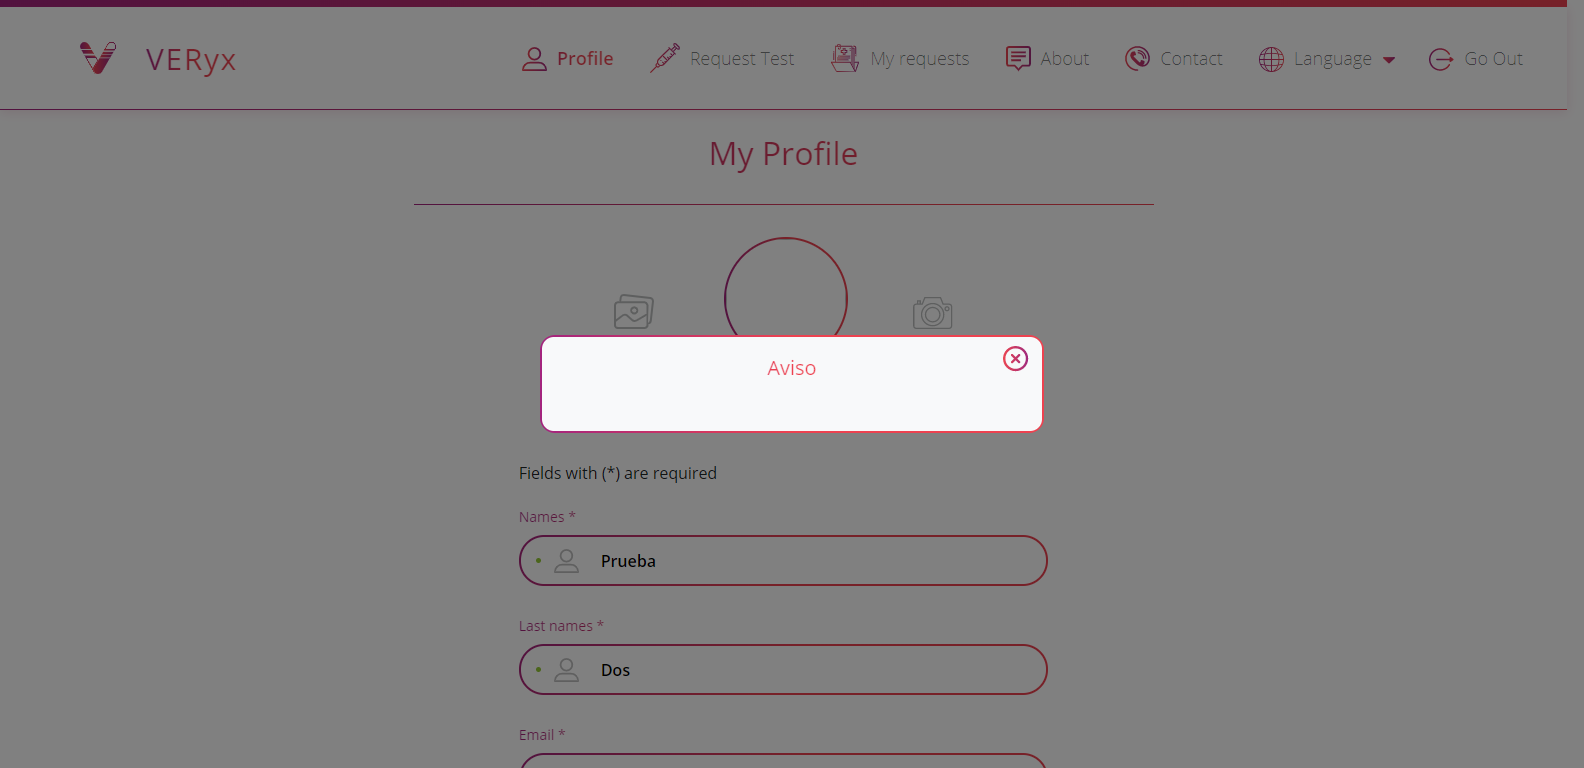 VERyx
Profile
Request Test
My requests
About
Contact
Language
Go Out
My Profile
Aviso
Fields with (*) are required
Names *
Prueba
Last names *
Dos
Email *